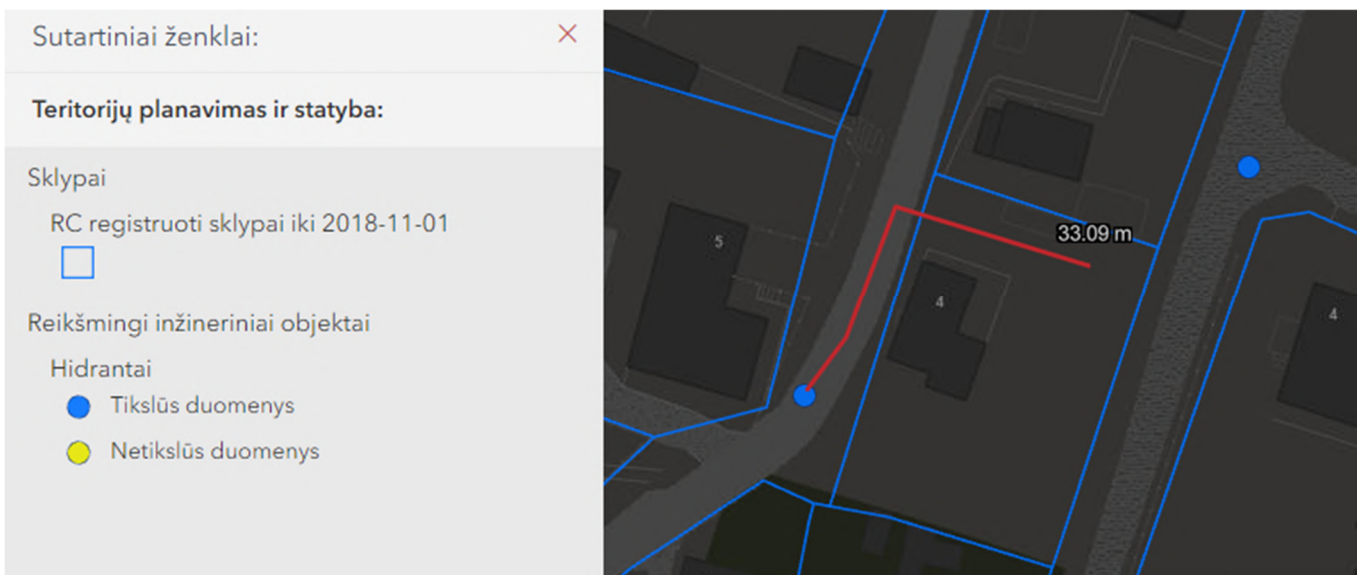 Sutartiniai ženklai:
Teritorijų planavimas ir statyba:
Sklypai
RC registruoti sklypai iki 2018-11-01
Reikšmingi inžineriniai objektai
Hidrantai
Tikslūs duomenys
Netikslūs duomenys
33.09 m
5
4
4